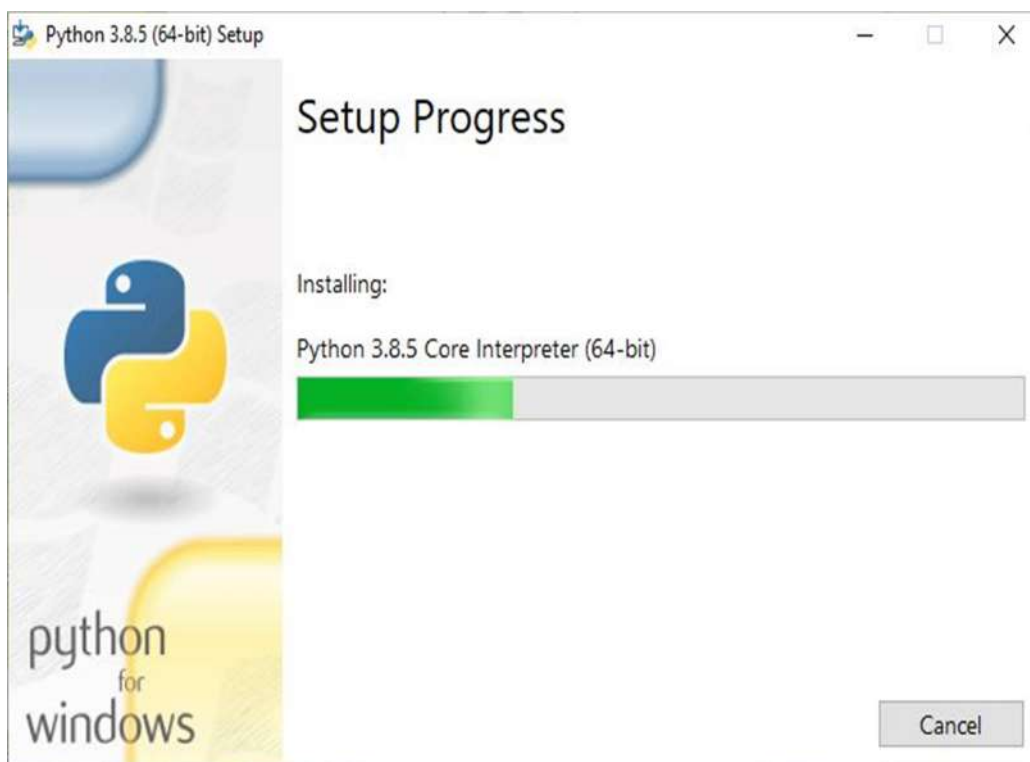 Python 3.8.5 (64-bit) Setup
Setup Progress
Installing:
Python 3.8.5 Core Interpreter (64-bit)
python
for
windows
Cancel